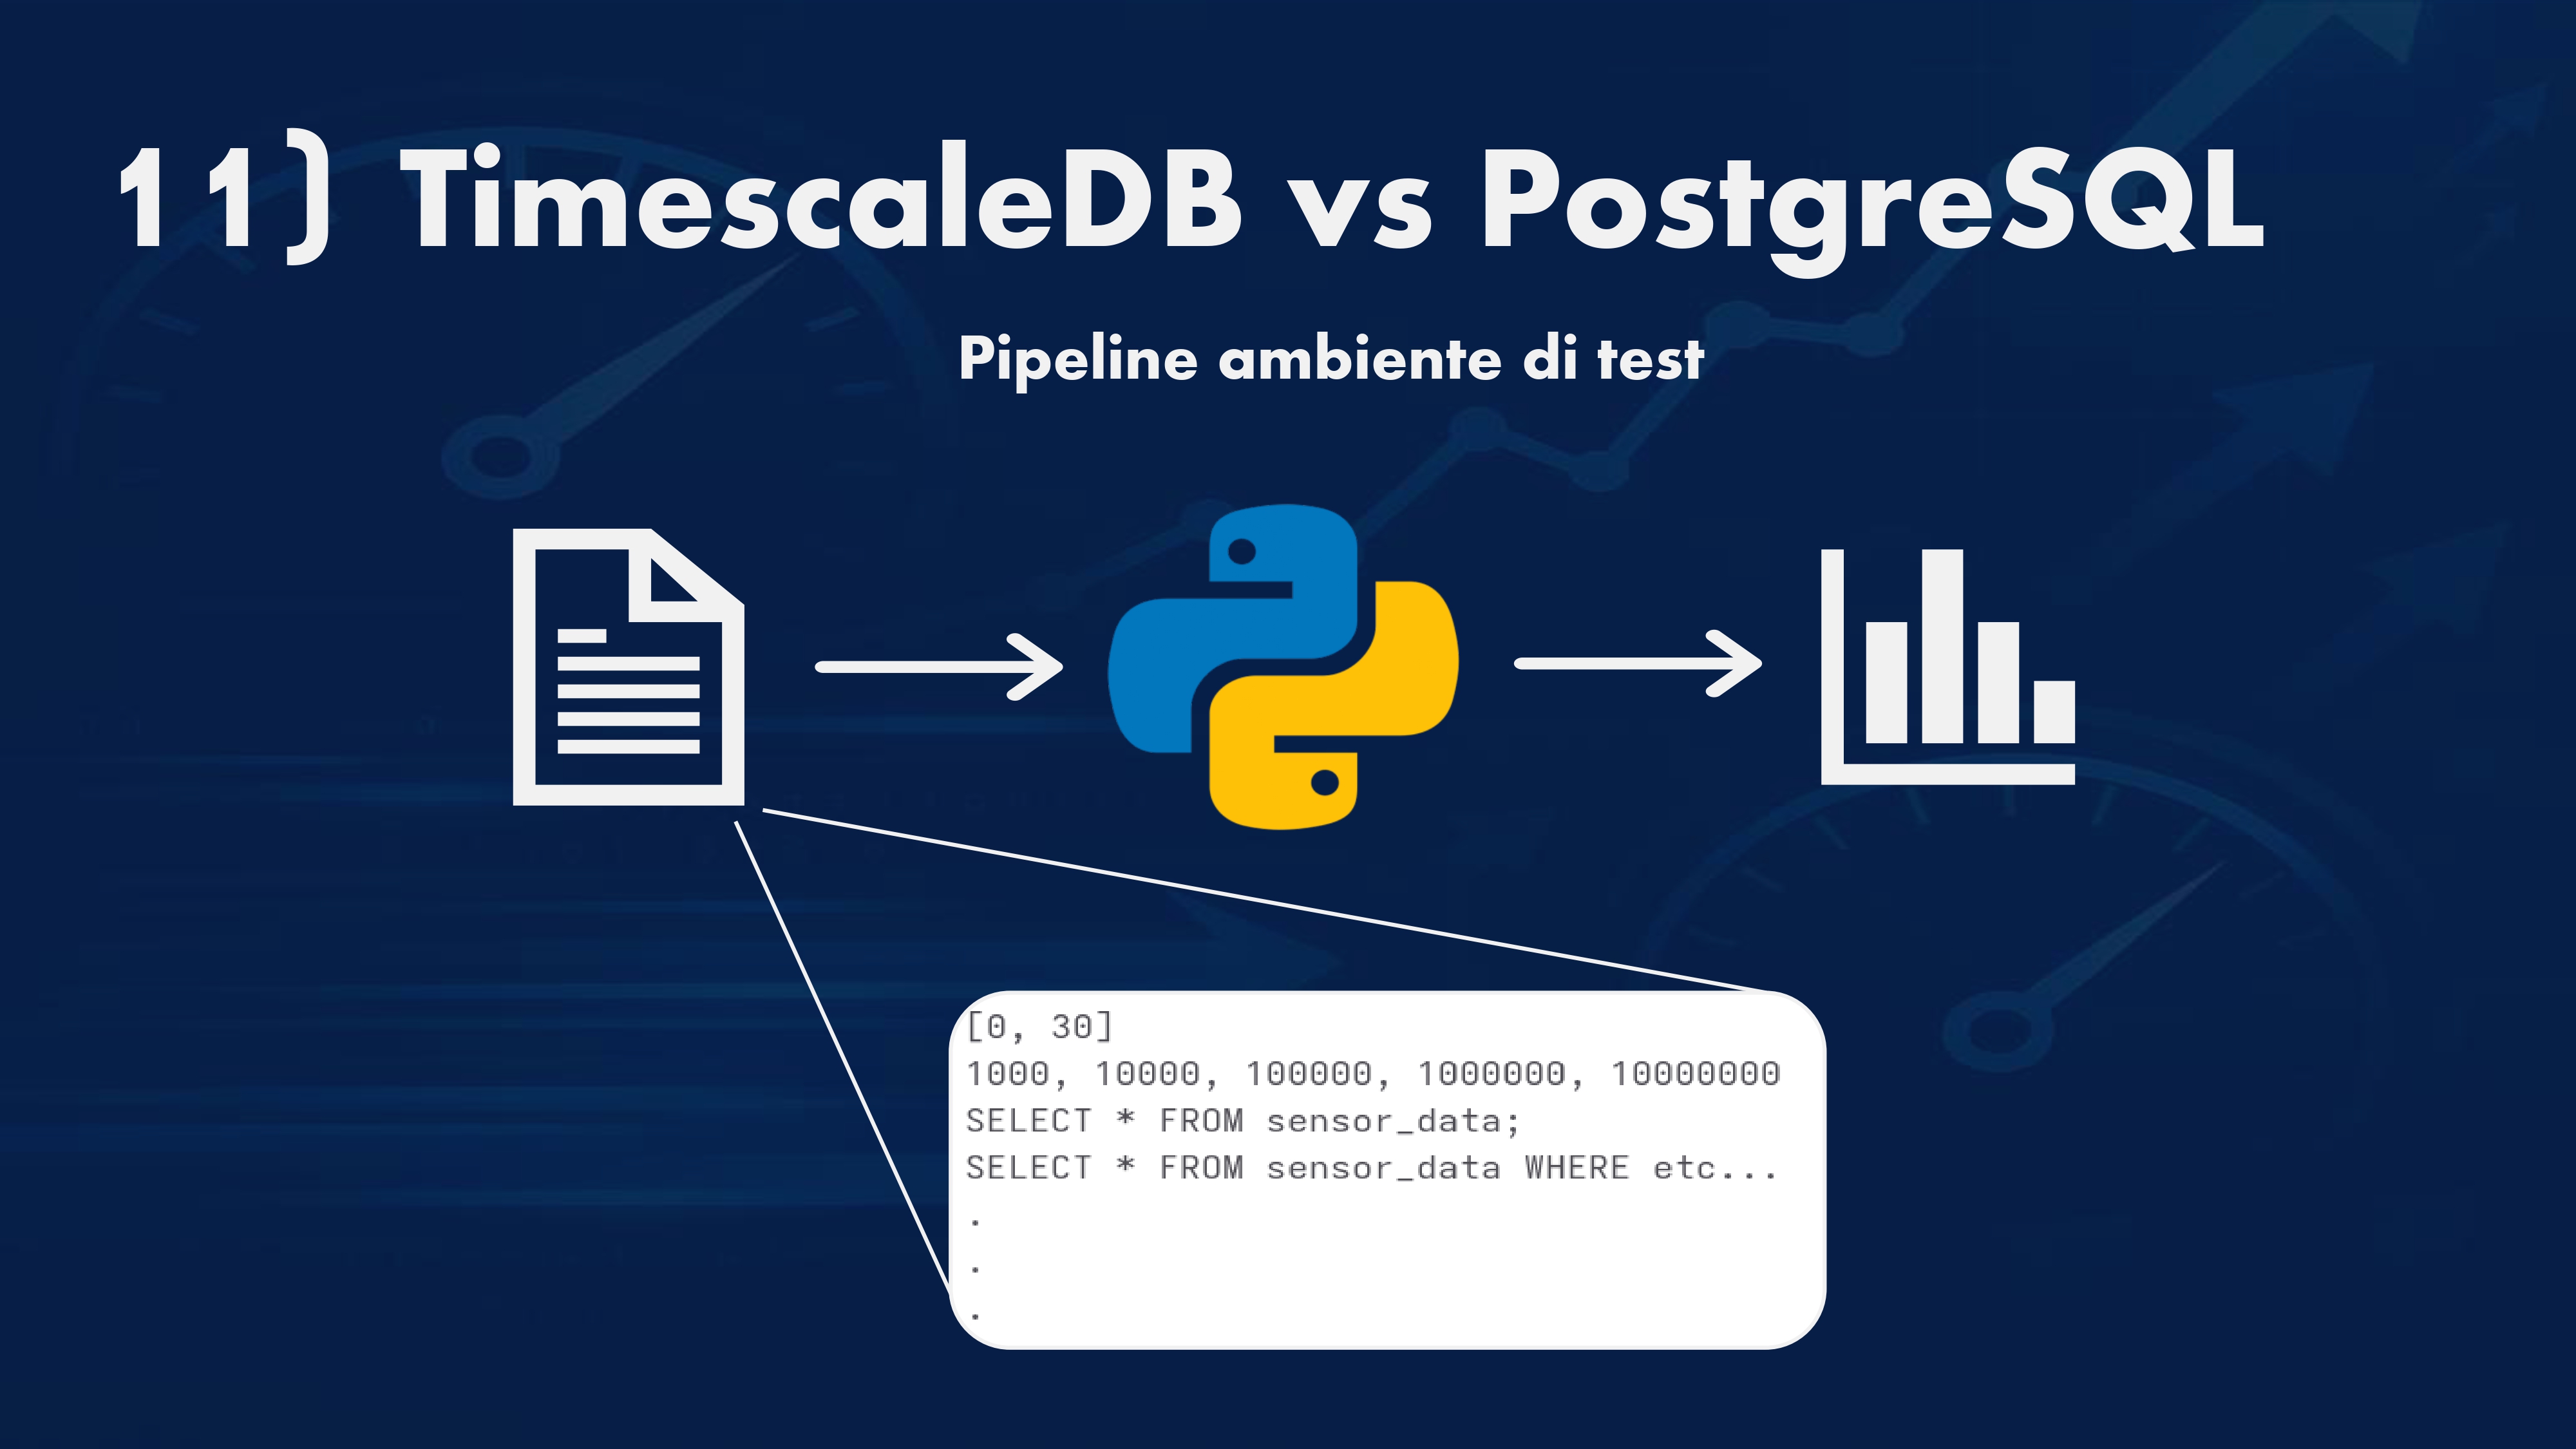 11) TimescaleDB vs PostgreSQL
Pipeline ambiente di test
[0, 30]
1000, 10000, 100000, 1000000, 10000000
SELECT * FROM sensor_data;
SELECT * FROM sensor_data WHERE etc...
.
.
.